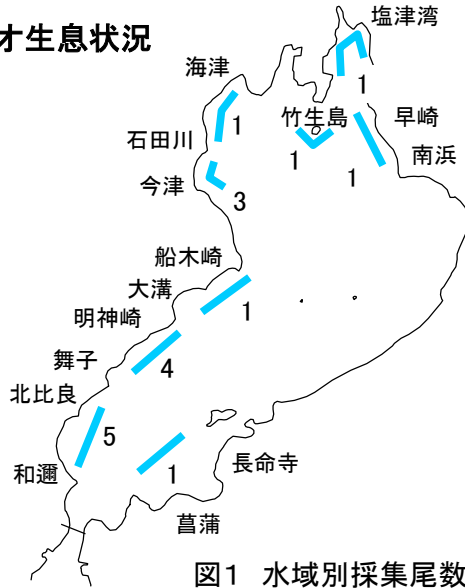 オ生息状況
塩津湾
海津
1
1
竹生島
早崎
石田川
1
南浜
1
今津
3
船木崎
大溝
1
明神崎
舞子
4
北比良
5
長命寺
和邇
1
菖蒲
図1 水域別採集尾数